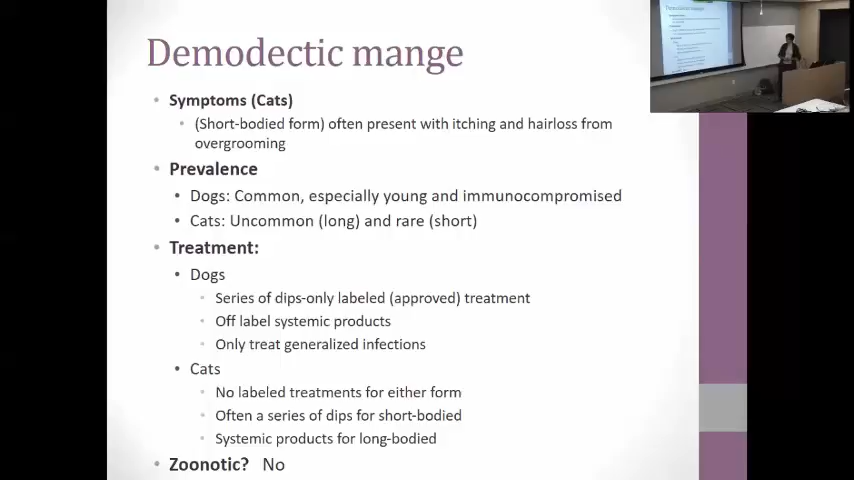 Demodectic mange
Symptoms (Cats)
(Short-bodied form) often present with itching and hairloss from
overgrooming
Prevalence
Dogs: Common, especially young and immunocompromised
Cats: Uncommon (long) and rare (short)
Treatment:
Dogs
Series of dips-only labeled (approved) treatment
Off label systemic products
Only treat generalized infections
Cats
No labeled treatments for either form
Often a series of dips for short-bodied
Systemic products for long-bodied
Zoonotic? No